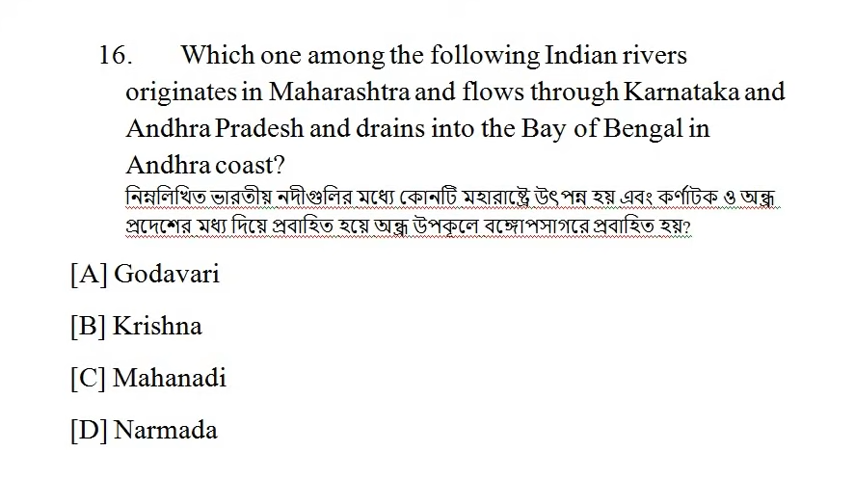 16. Which one among the following Indian rivers
originates in Maharashtra and flows through Karnataka and
Andhra Pradesh and drains into the Bay of Bengal in
Andhra coast?
নিম্নলিখিত ভারতীয় নদীগুলির মধ্যে কোনটি মহারাষ্ট্রে উৎপন্ন হয় এবং কর্ণাটক ও অন্ধ্র
প্রদেশের মধ্য দিয়ে প্রবাহিত হয়ে অন্ধ্র উপকূলে বঙ্গোপসাগরে প্রবাহিত হয়?
[A] Godavari
[B] Krishna
[C] Mahanadi
[D] Narmada